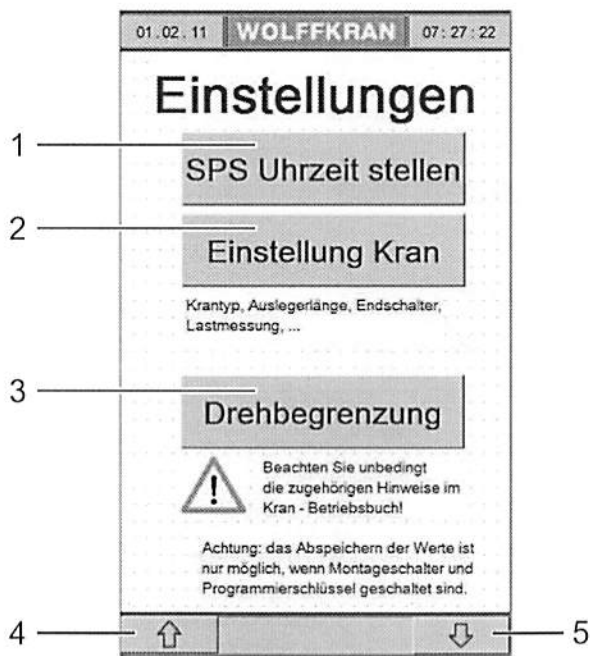 01.02.11 WOLFFKRAN 07:27:22
Einstellungen
1
SPS Uhrzeit stellen
2
Einstellung Kran
Krantyp, Auslegerlänge, Endschalter,
Lastmessung, ...
3
Drehbegrenzung
!
Beachten Sie unbedingt
die zugehörigen Hinweise im
Kran - Betriebsbuch!
Achtung: das Abspeichern der Werte ist
nur möglich, wenn Montageschalter und
Programmierschlüssel geschaltet sind.
4
5